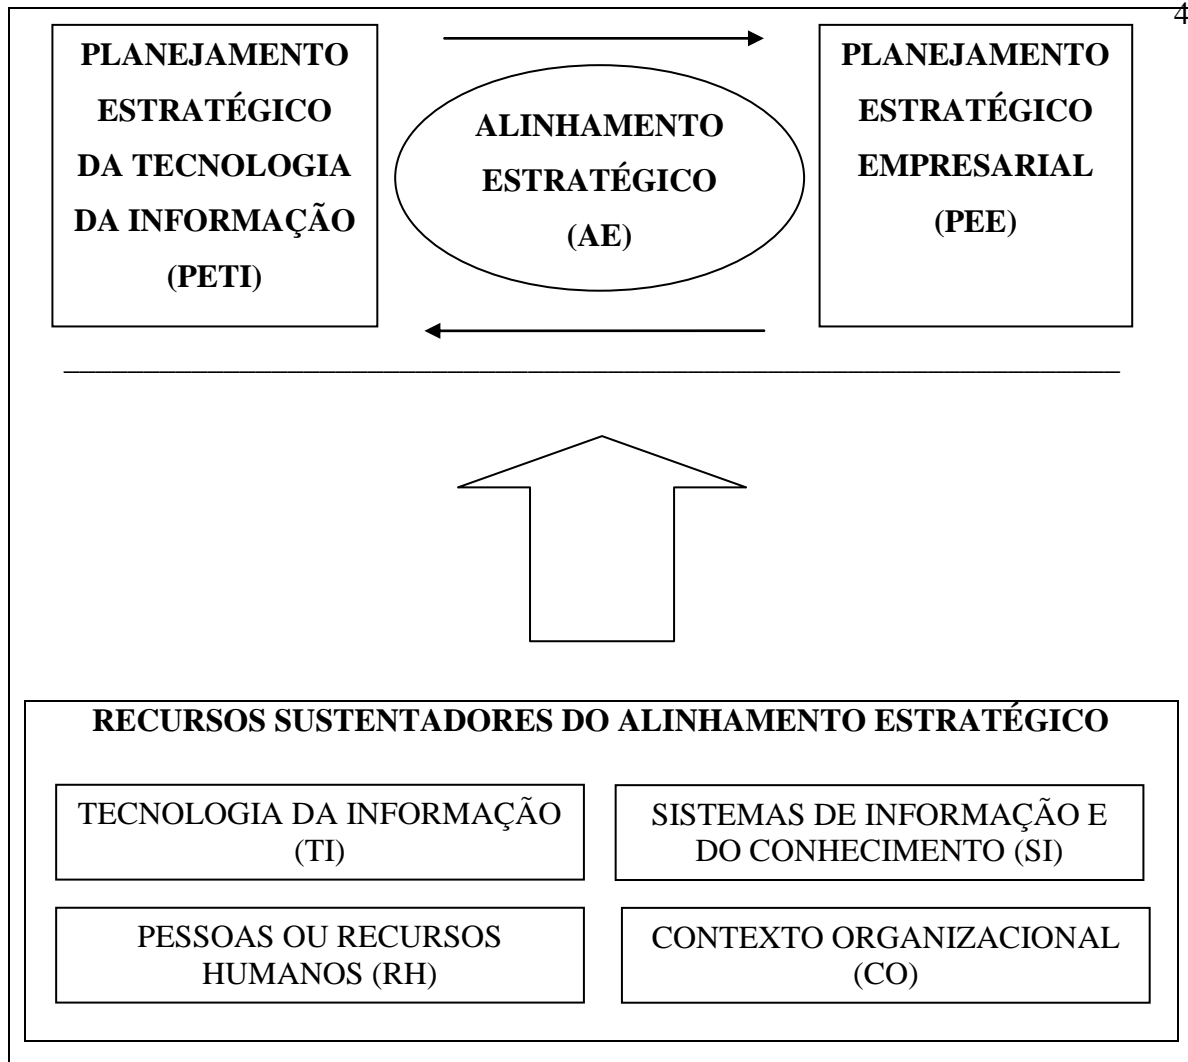 4
PLANEJAMENTO
ESTRATÉGICO
DA TECNOLOGIA
DA INFORMAÇÃO
(PETI)
ALINHAMENTO
ESTRATÉGICO
(AE)
PLANEJAMENTO
ESTRATÉGICO
EMPRESARIAL
(PEE)
RECURSOS SUSTENTADORES DO ALINHAMENTO ESTRATÉGICO
TECNOLOGIA DA INFORMAÇÃO
(TI)
SISTEMAS DE INFORMAÇÃO E
DO CONHECIMENTO (SI)
PESSOAS OU RECURSOS
HUMANOS (RH)
CONTEXTO ORGANIZACIONAL
(CO)